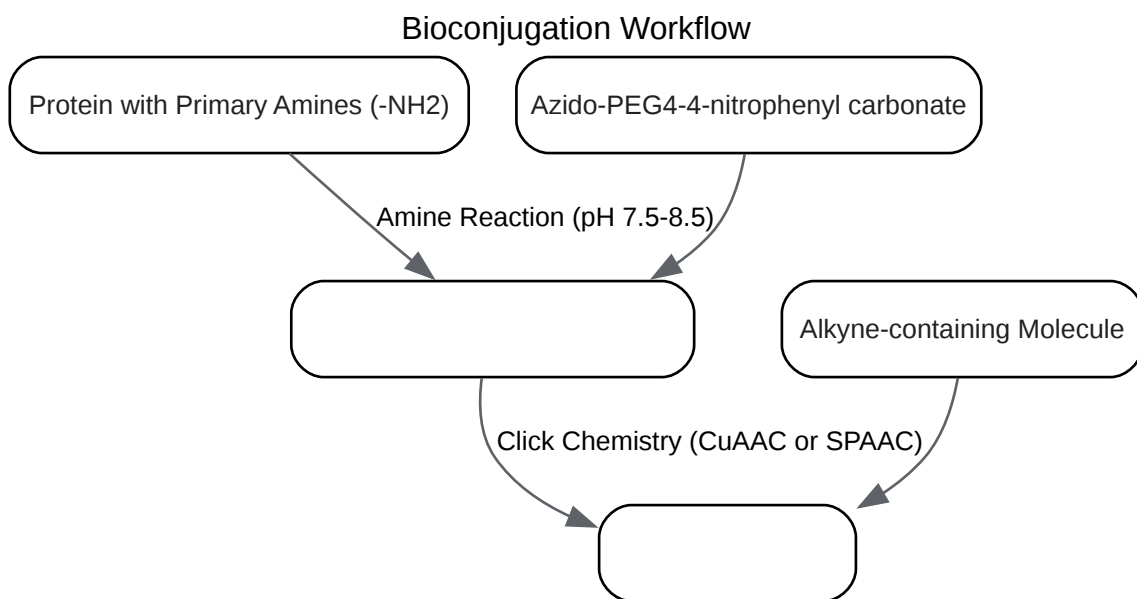 Bioconjugation Workflow
Protein with Primary Amines (-NH2)
Azido-PEG4-4-nitrophenyl carbonate
Amine Reaction (pH 7.5-8.5)
Alkyne-containing Molecule
Click Chemistry (CuAAC or SPAAC)